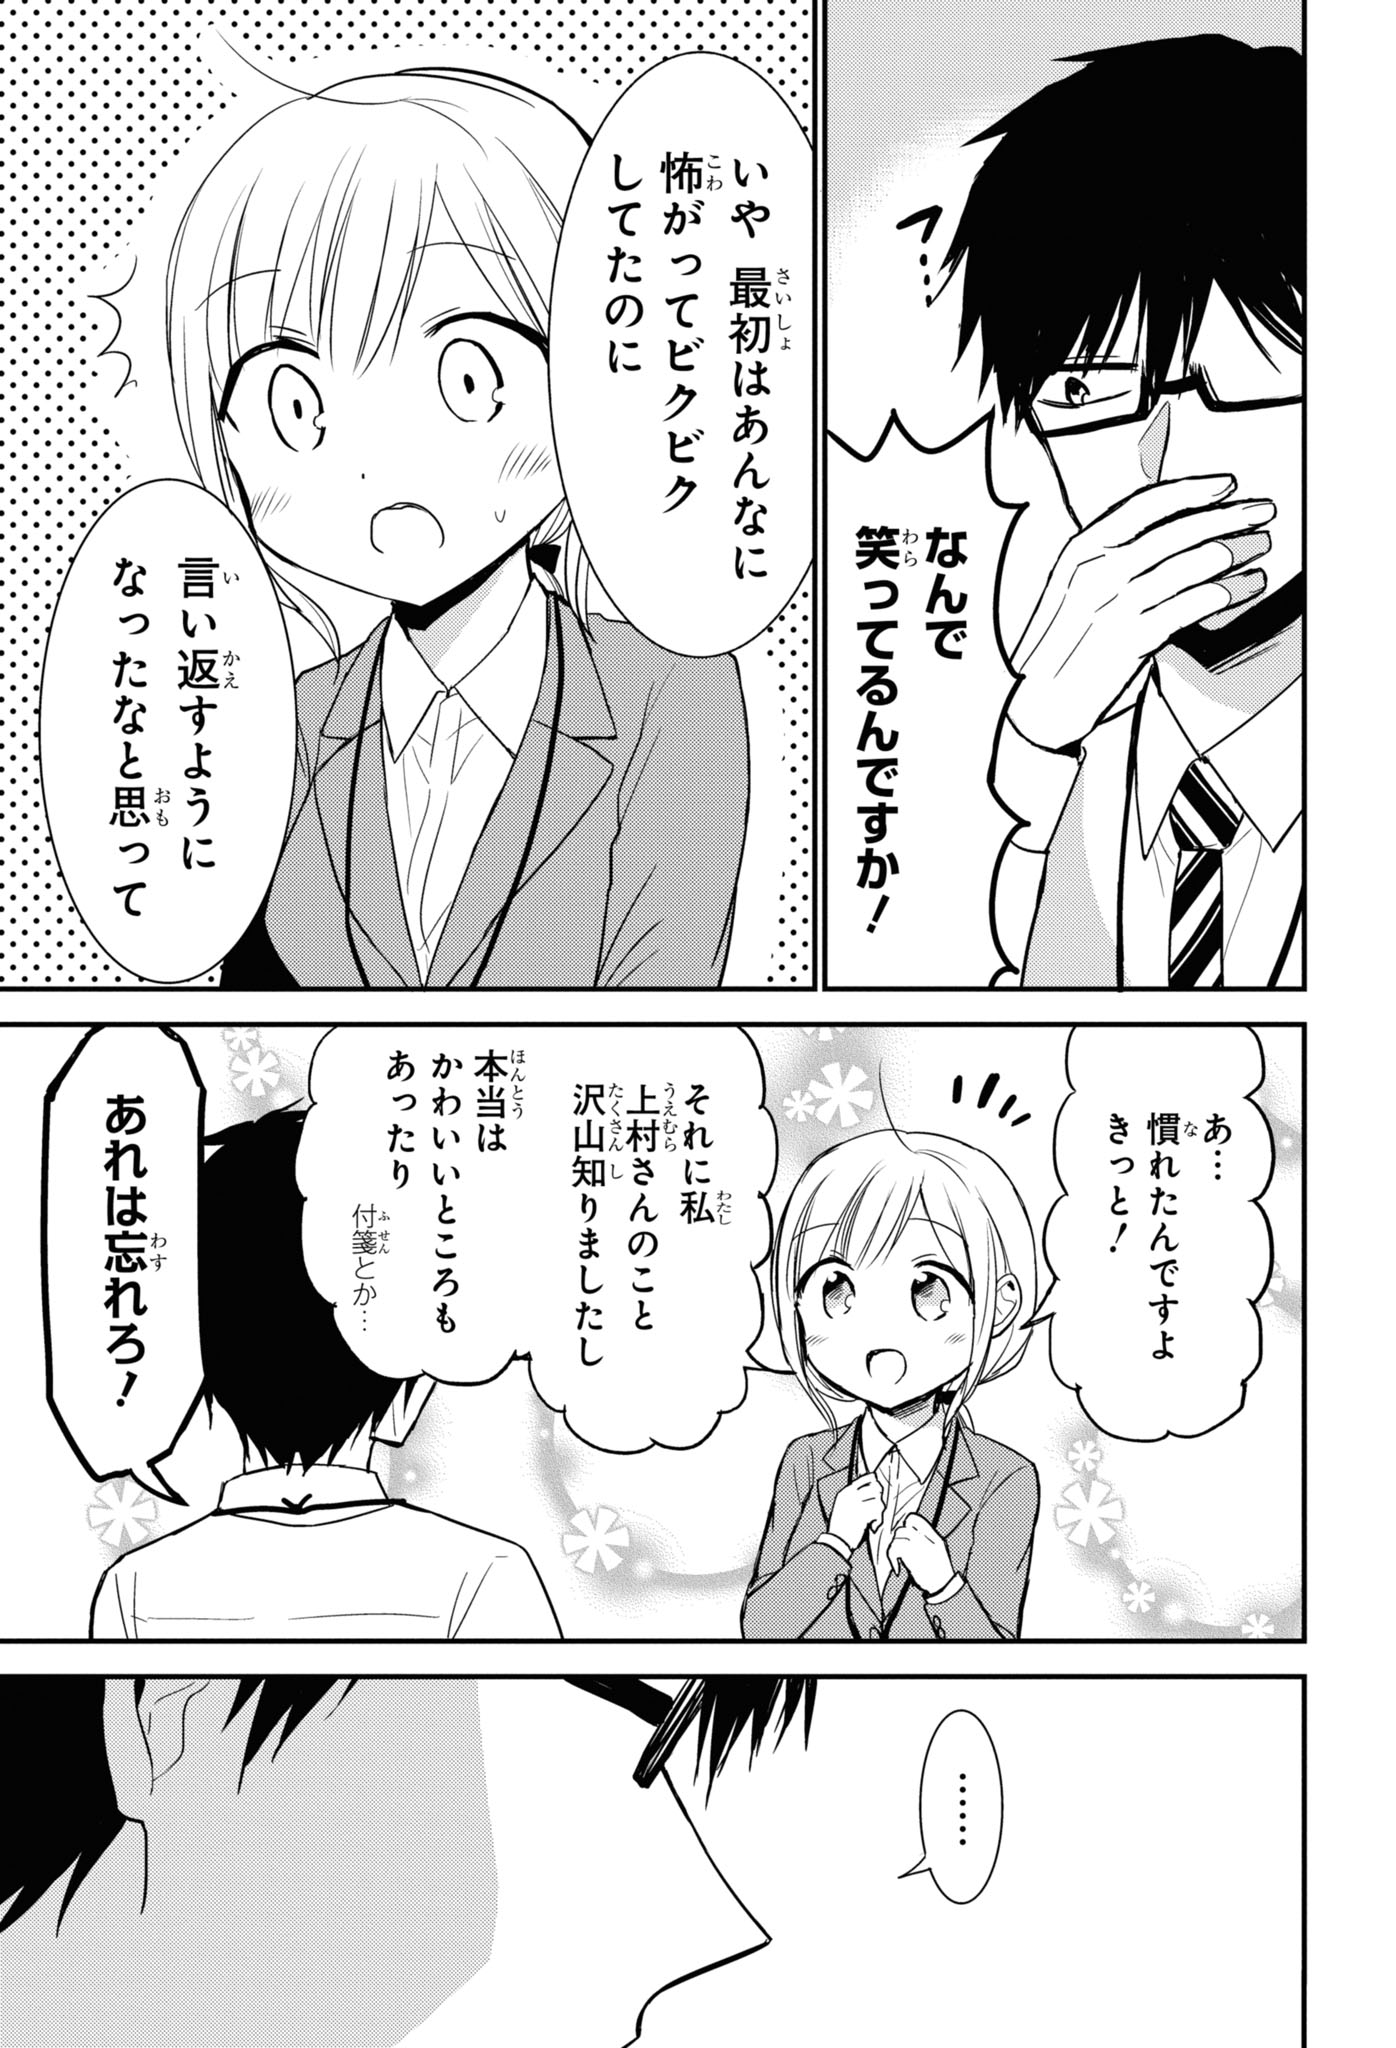 なんで
笑ってるんですか！
いや 最初はあんなに
怖がってビクビク
してたのに
言い返すように
なったなと思って
あ…
慣れたんですよ
きっと！
それに私
上村さんのこと
沢山知りましたし
本当は
かわいいところも
あったり
付箋とか…
あれは忘れろ！
………